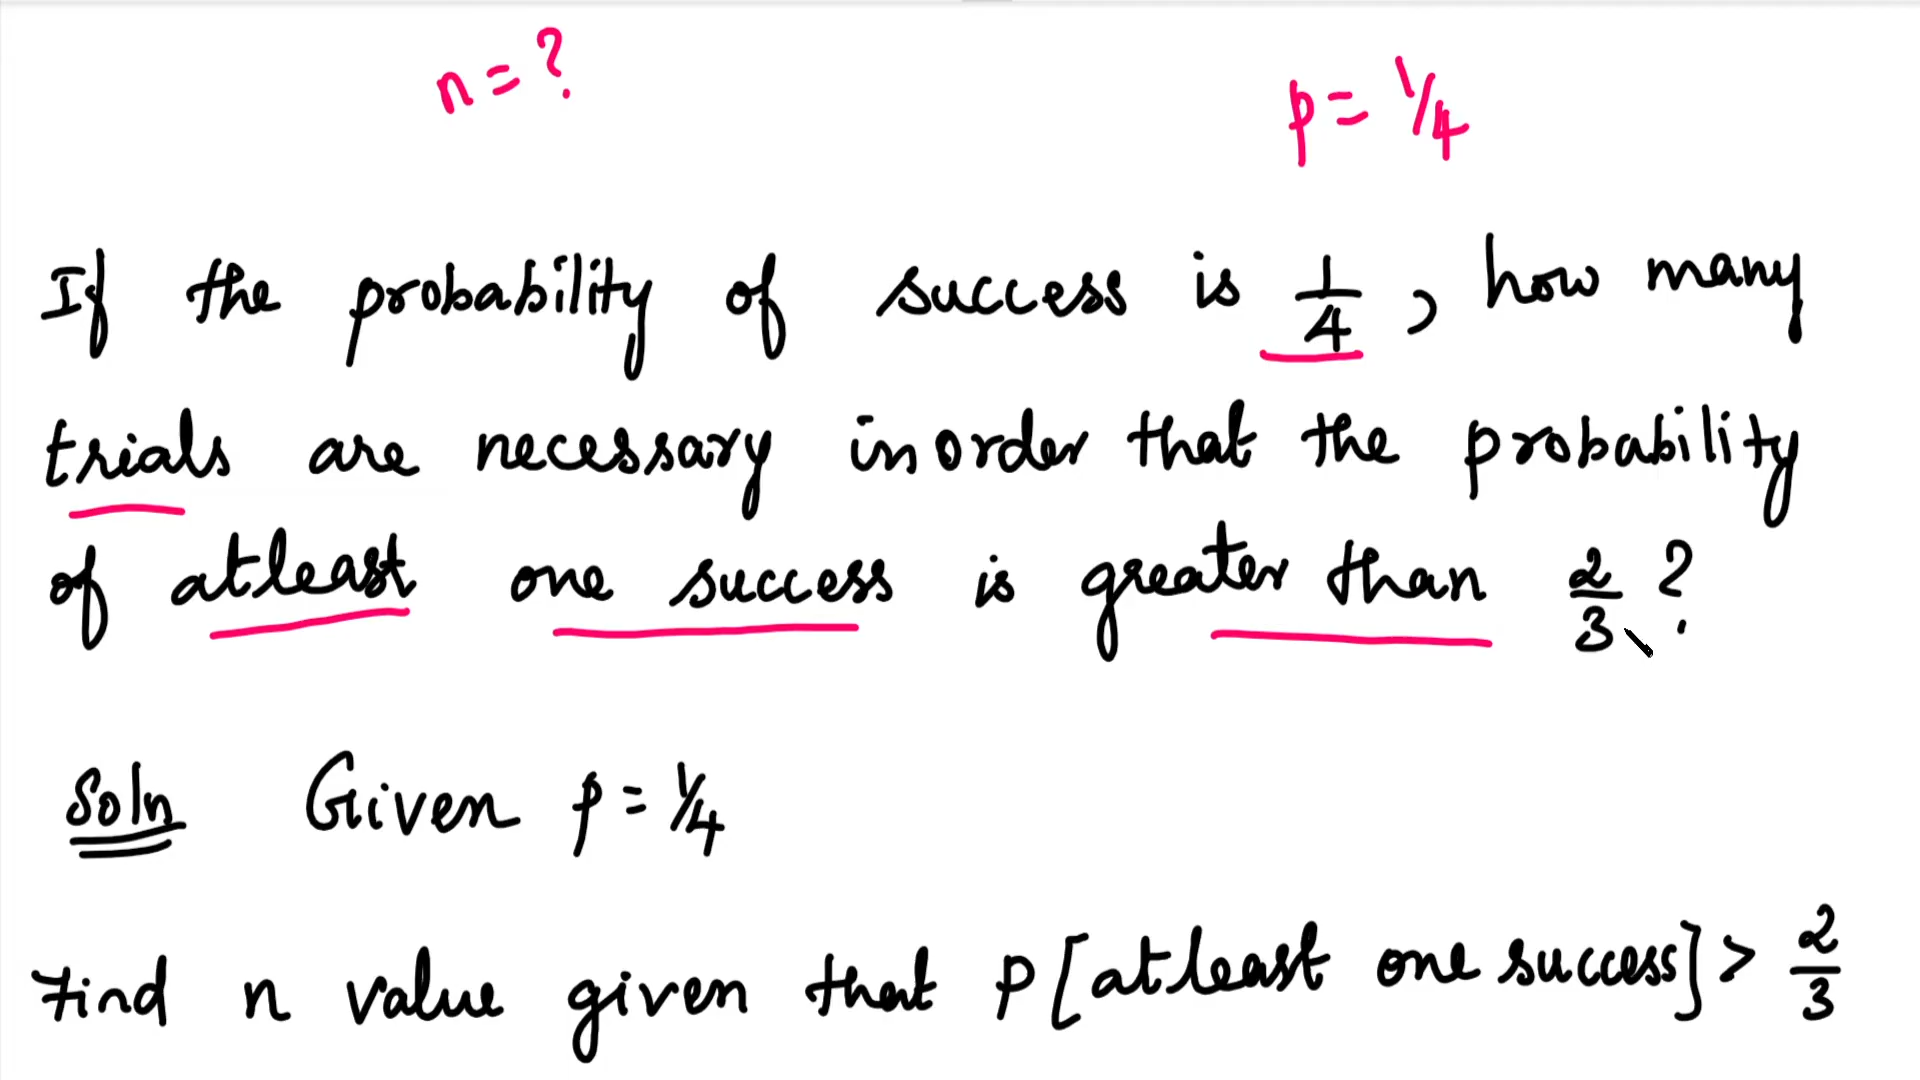 n = ?
p = 1/4
If the probability of success is 1/4, how many
trials are necessary inorder that the probability
of atleast one success is greater than 2/3 ?
Soln Given p = 1/4
Find n value given that P[atleast one success] > 2/3